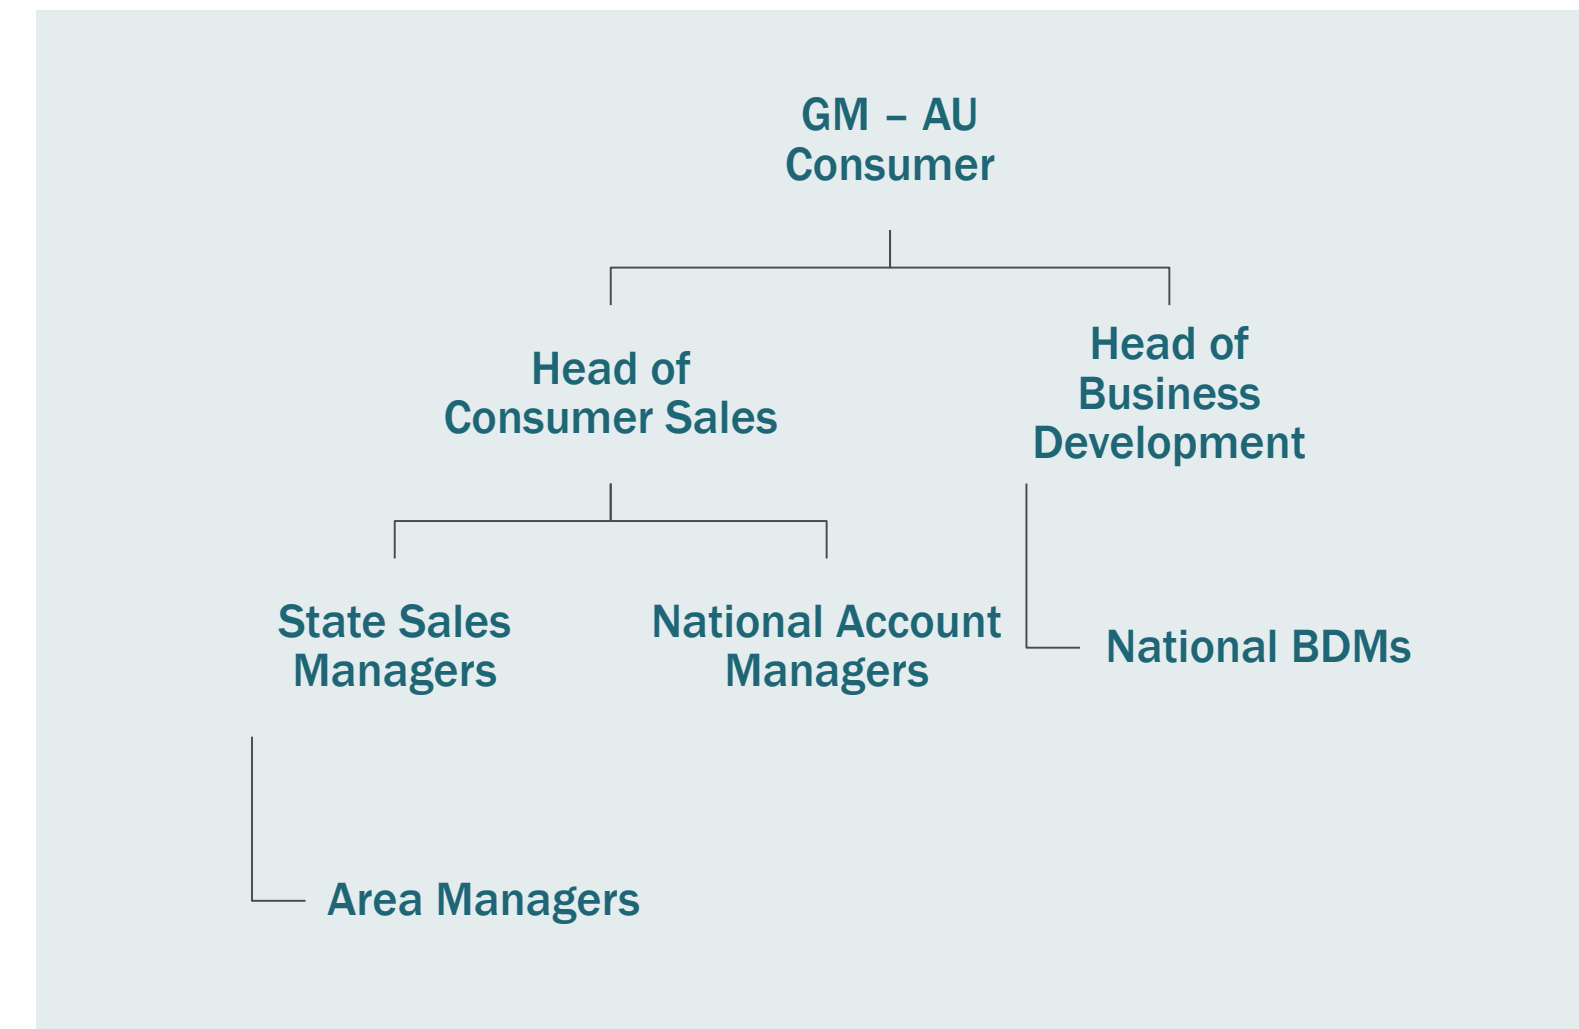 GM – AU
Consumer
Head of
Consumer Sales
Head of
Business
Development
State Sales
Managers
National Account
Managers
National BDMs
Area Managers